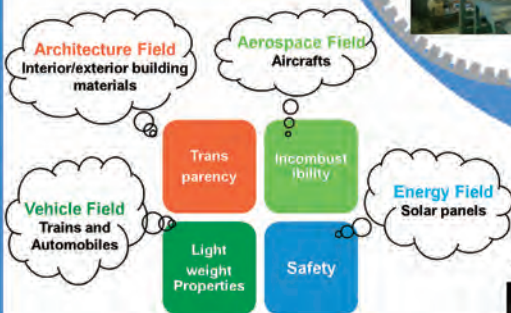 Architecture Field
Interior/exterior building
materials
Aerospace Field
Aircrafts
Trans
parency
Incombust
ibility
Vehicle Field
Trains and
Automobiles
Energy Field
Solar panels
Light
weight
Properties
Safety